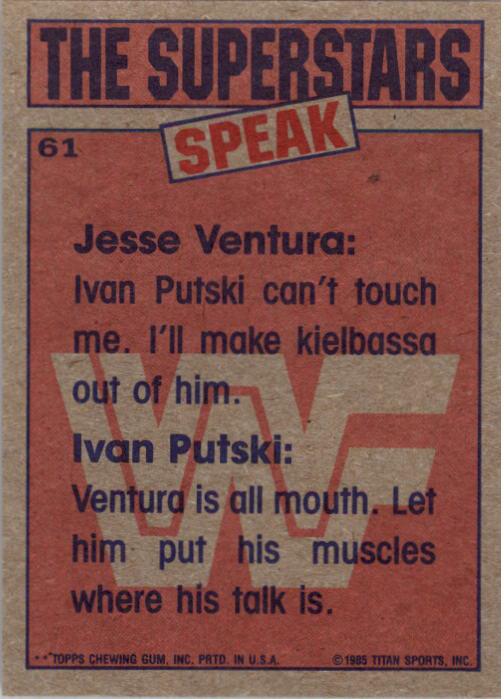 THE SUPERSTARS
SPEAK
61
Jesse Ventura:
Ivan Putski can't touch
me. I'll make kielbassa
out of him.
Ivan Putski:
Ventura is all mouth. Let
him put his muscles
where his talk is.
**TOPPS CHEWING GUM, INC. PRTD. IN U.S.A. ©1985 TITAN SPORTS, INC.
WF